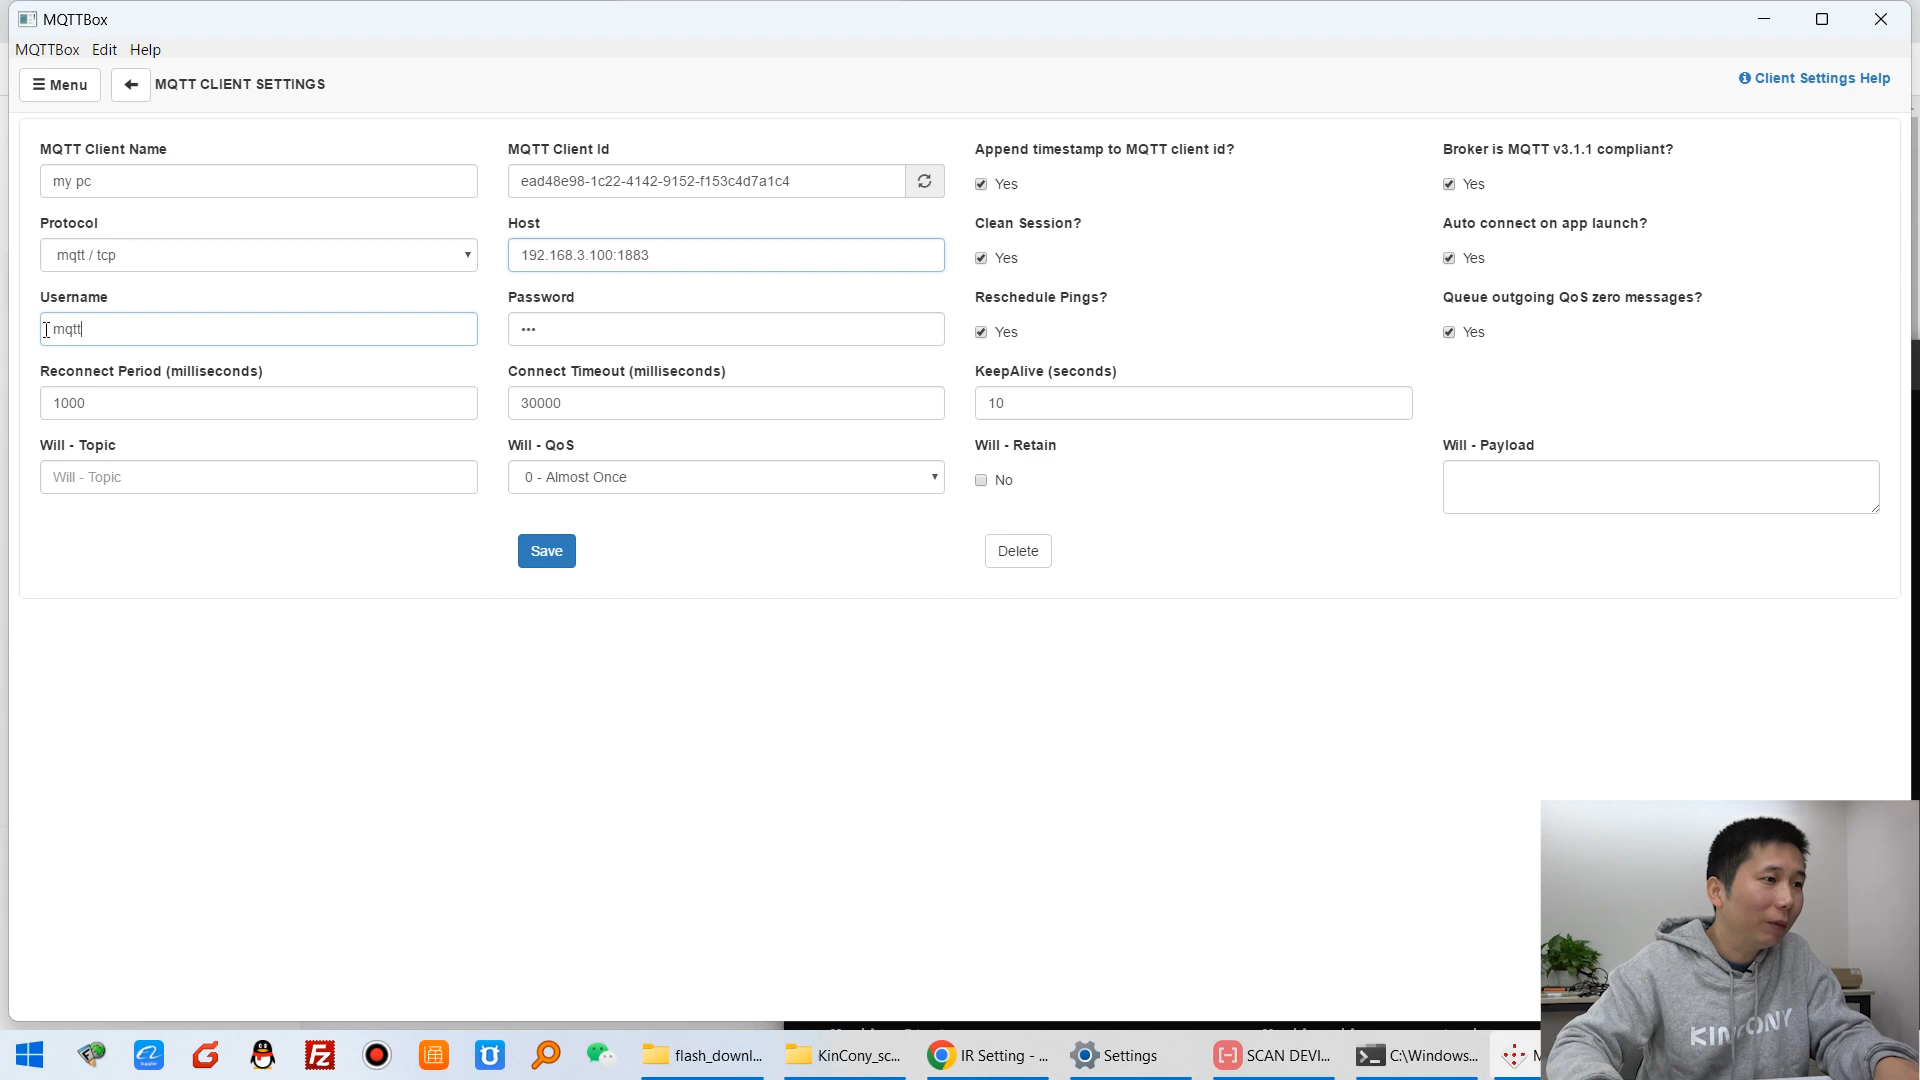 MQTTBox
MQTTBox Edit Help
Menu
MQTT CLIENT SETTINGS
Client Settings Help
MQTT Client Name
MQTT Client Id
Append timestamp to MQTT client id?
Broker is MQTT v3.1.1 compliant?
my pc
ead48e98-1c22-4142-9152-f153c4d7a1c4
Yes
Yes
Protocol
Host
Clean Session?
Auto connect on app launch?
mqtt / tcp
192.168.3.100:1883
Yes
Yes
Username
Password
Reschedule Pings?
Queue outgoing QoS zero messages?
mqtt
•••
Yes
Yes
Reconnect Period (milliseconds)
Connect Timeout (milliseconds)
KeepAlive (seconds)
1000
30000
10
Will - Topic
Will - QoS
Will - Retain
Will - Payload
Will - Topic
0 - Almost Once
No
Save
Delete
KINCONY
flash_downl...
KinCony_sc...
IR Setting - ...
Settings
SCAN DEVI...
C:\Windows...